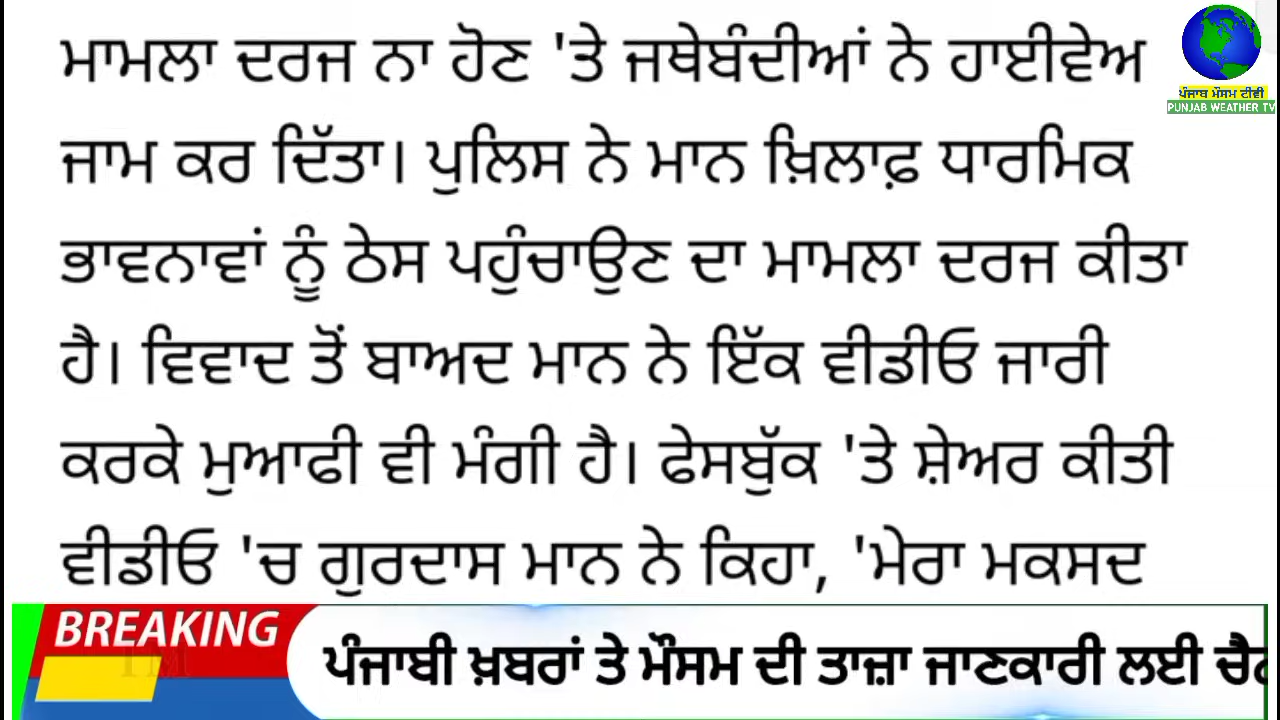 ਮਾਮਲਾ ਦਰਜ ਨਾ ਹੋਣ 'ਤੇ ਜਥੇਬੰਦੀਆਂ ਨੇ ਹਾਈਵੇਅ
ਪੰਜਾਬ ਮੌਸਮ ਟੀਵੀ
PUNJAB WEATHER TV
ਜਾਮ ਕਰ ਦਿੱਤਾ। ਪੁਲਿਸ ਨੇ ਮਾਨ ਖ਼ਿਲਾਫ਼ ਧਾਰਮਿਕ
ਭਾਵਨਾਵਾਂ ਨੂੰ ਠੇਸ ਪਹੁੰਚਾਉਣ ਦਾ ਮਾਮਲਾ ਦਰਜ ਕੀਤਾ
ਹੈ। ਵਿਵਾਦ ਤੋਂ ਬਾਅਦ ਮਾਨ ਨੇ ਇੱਕ ਵੀਡੀਓ ਜਾਰੀ
ਕਰਕੇ ਮੁਆਫੀ ਵੀ ਮੰਗੀ ਹੈ। ਫੇਸਬੁੱਕ 'ਤੇ ਸ਼ੇਅਰ ਕੀਤੀ
ਵੀਡੀਓ 'ਚ ਗੁਰਦਾਸ ਮਾਨ ਨੇ ਕਿਹਾ, 'ਮੇਰਾ ਮਕਸਦ
BREAKING
ਪੰਜਾਬੀ ਖ਼ਬਰਾਂ ਤੇ ਮੌਸਮ ਦੀ ਤਾਜ਼ਾ ਜਾਣਕਾਰੀ ਲਈ